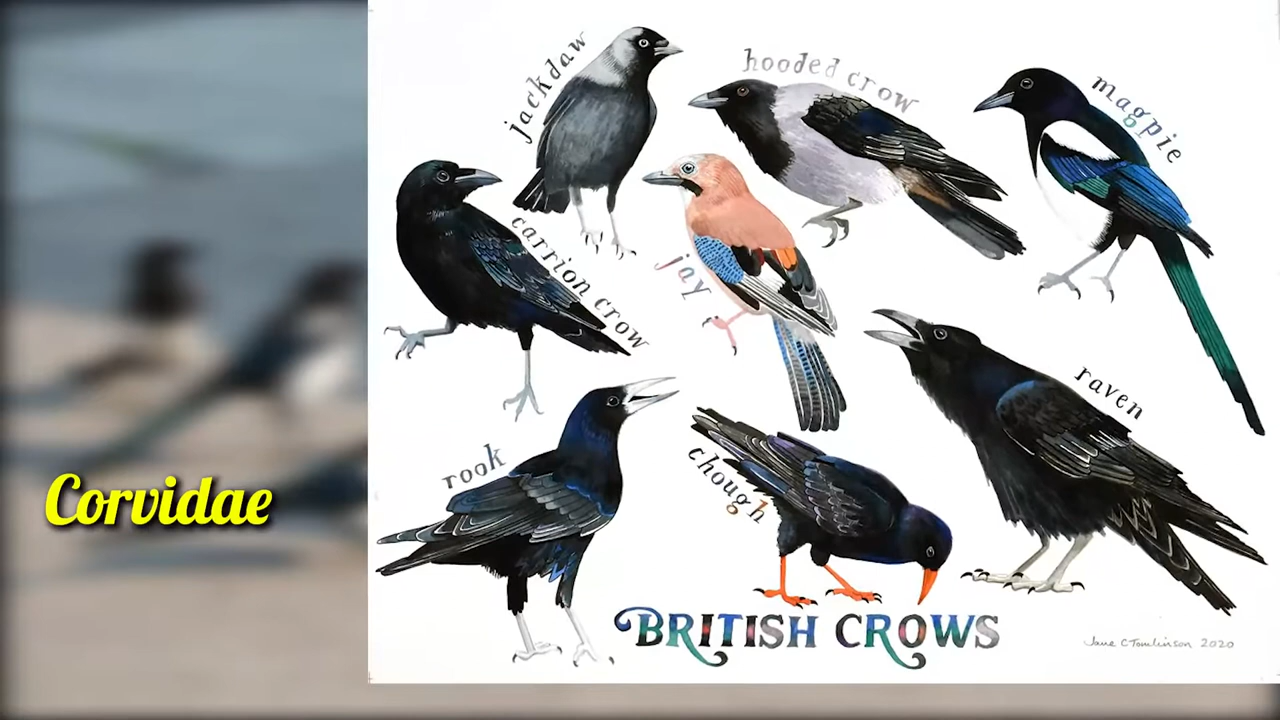 jackdaw
hooded crow
magpie
carrion crow
jay
raven
rook
chough
Corvidae
BRITISH CROWS
Jane C Tomlinson 2020